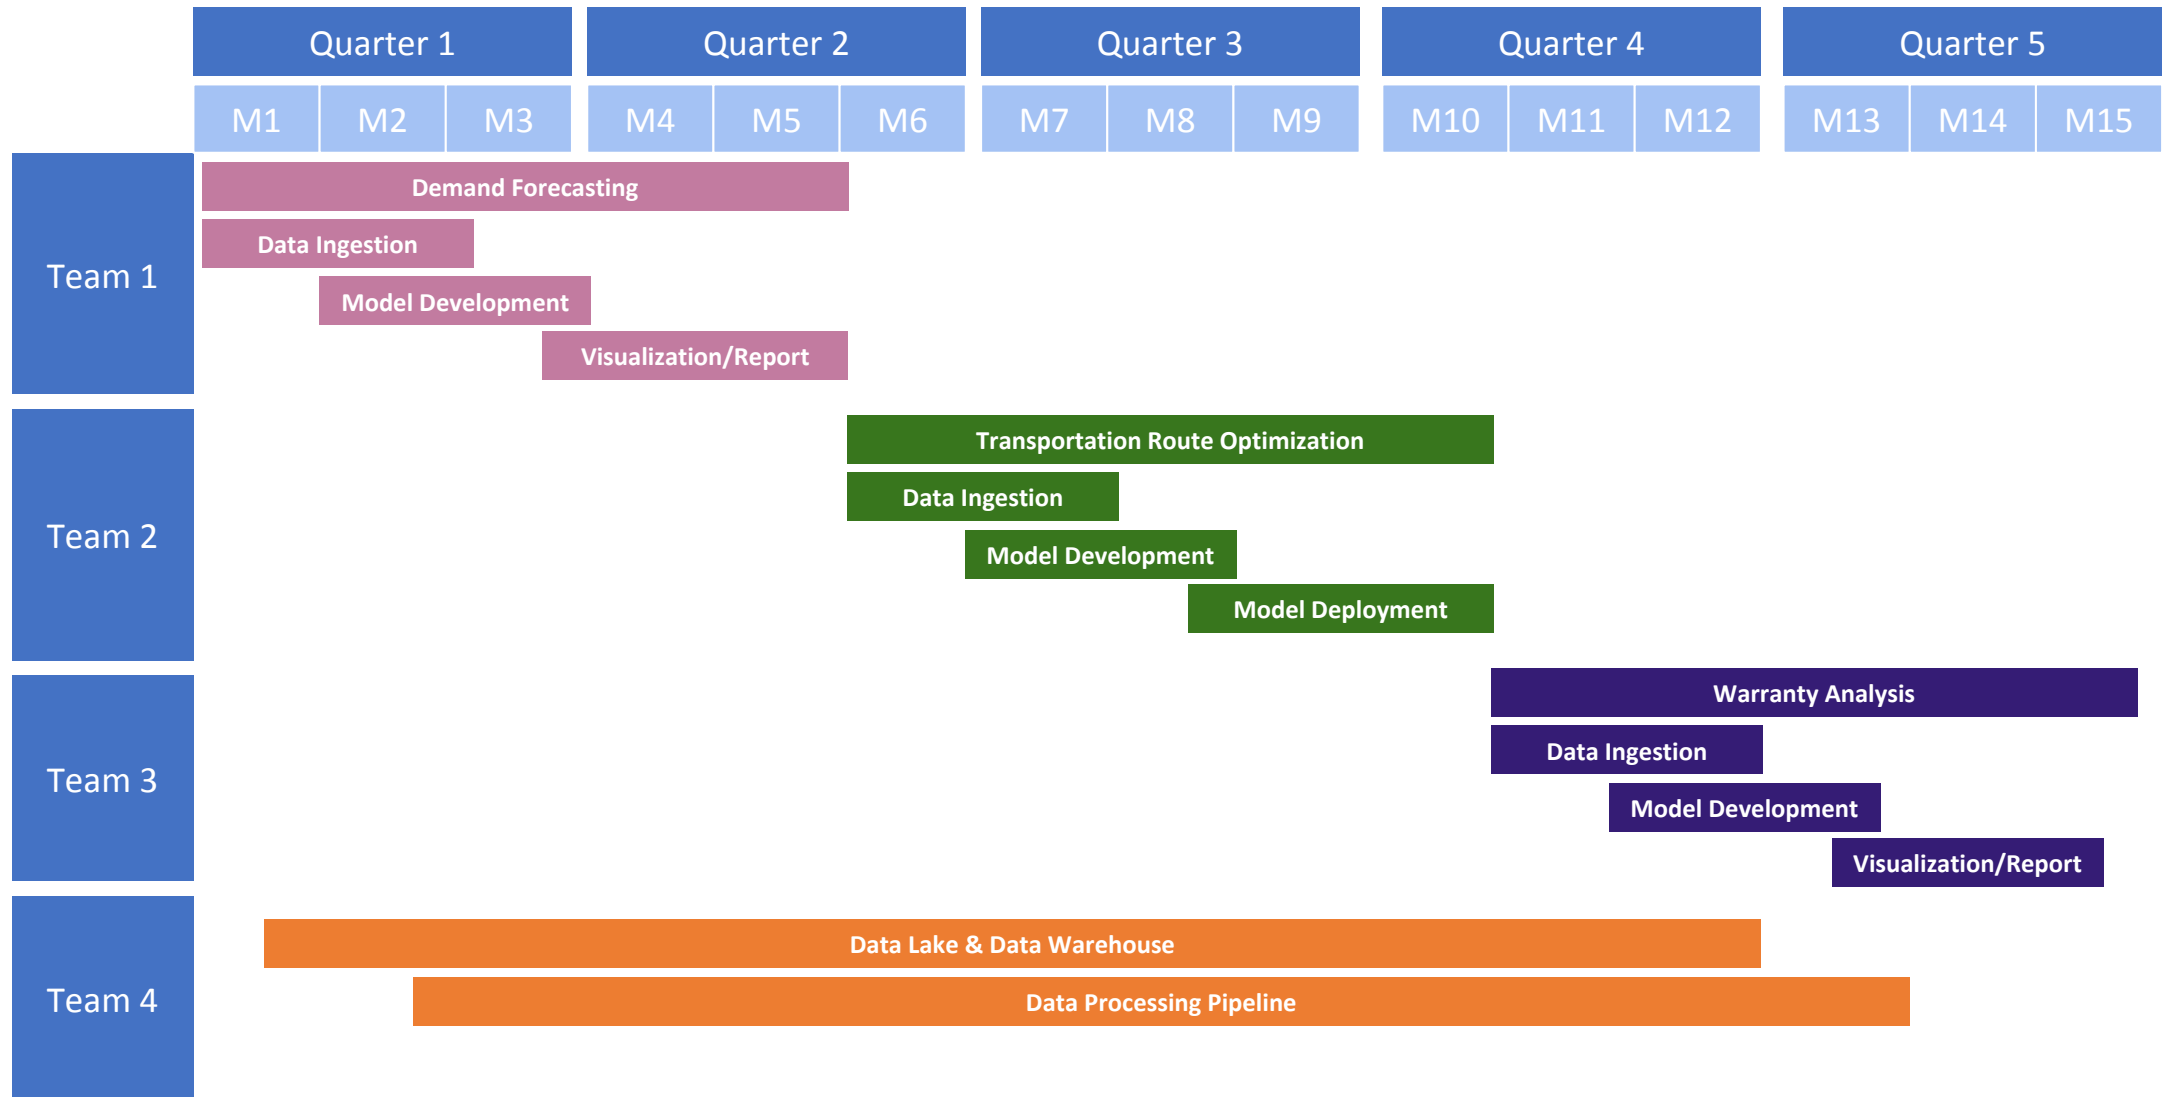 Quarter 1 Quarter 2 Quarter 3 Quarter 4 Quarter 5
M1 M2 M3 M4 M5 M6 M7 M8 M9 M10 M11 M12 M13 M14 M15
Team 1
Demand Forecasting
Data Ingestion
Model Development
Visualization/Report
Team 2
Transportation Route Optimization
Data Ingestion
Model Development
Model Deployment
Team 3
Warranty Analysis
Data Ingestion
Model Development
Visualization/Report
Team 4
Data Lake & Data Warehouse
Data Processing Pipeline